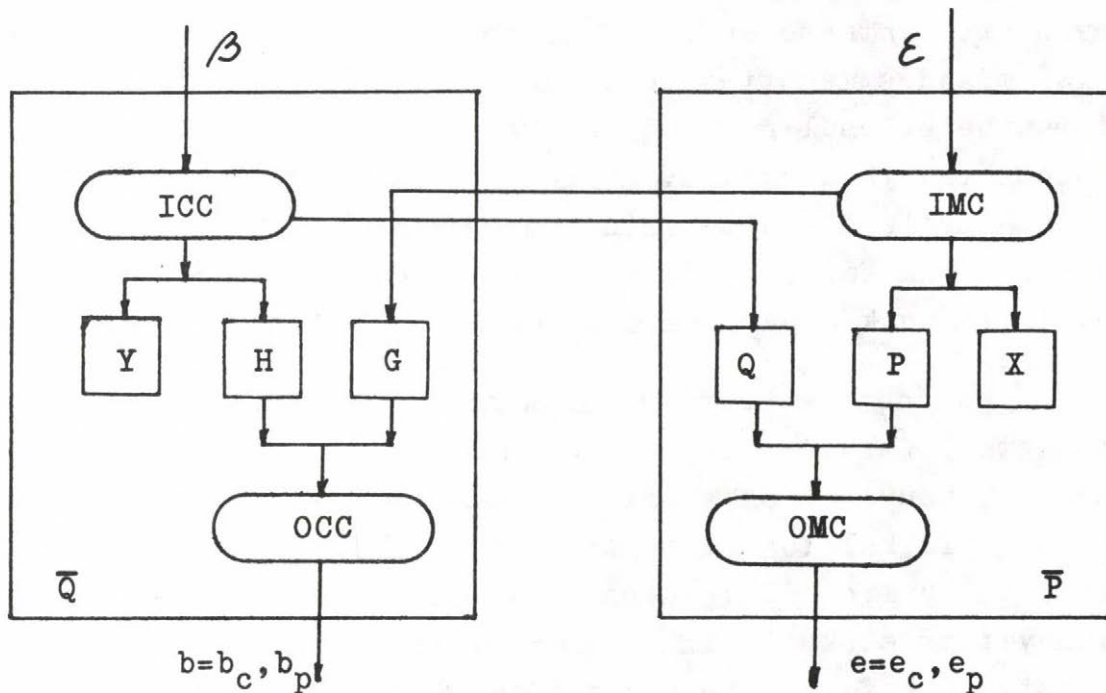 β ε
ICC IMC
Y H G Q P X
OCC OMC
Q̅ P̅
b=b_c, b_p e=e_c, e_p